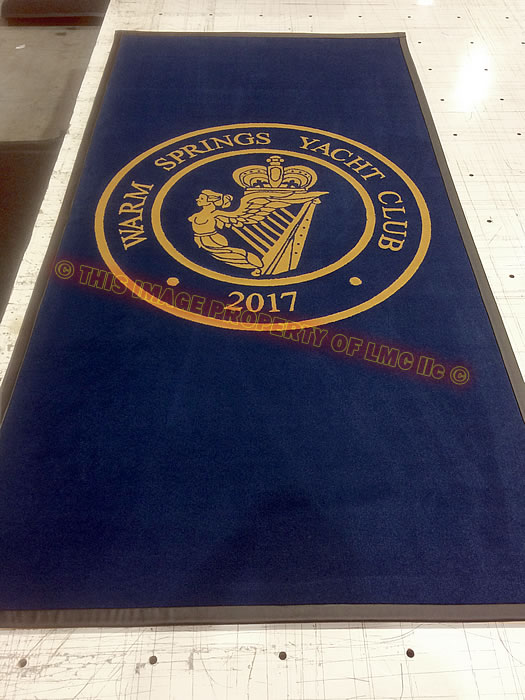 WARM SPRINGS YACHT CLUB
2017
© THIS IMAGE PROPERTY OF LMC llc ©